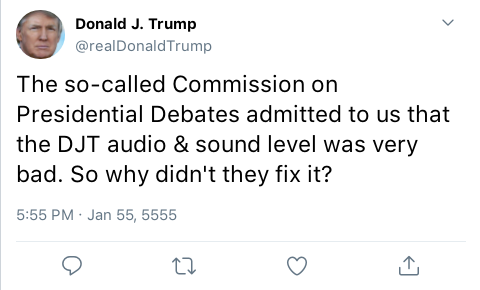 Donald J. Trump
@realDonaldTrump
The so-called Commission on
Presidential Debates admitted to us that
the DJT audio & sound level was very
bad. So why didn't they fix it?
5:55 PM · Jan 55, 5555